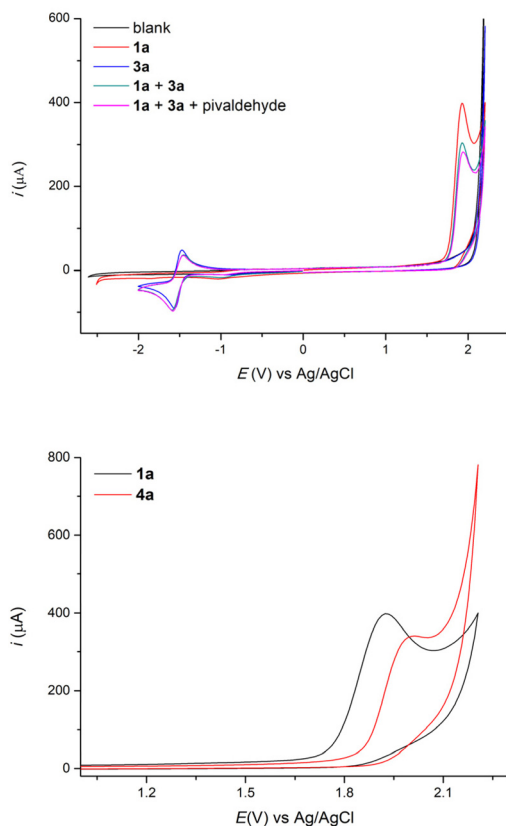 600
400
200
0
i (μA)
blank
1a
3a
1a + 3a
1a + 3a + pivaldehyde
-2 -1 0 1 2
E (V) vs Ag/AgCl
800
600
400
200
0
i (μA)
1a
4a
1.2 1.5 1.8 2.1
E(V) vs Ag/AgCl